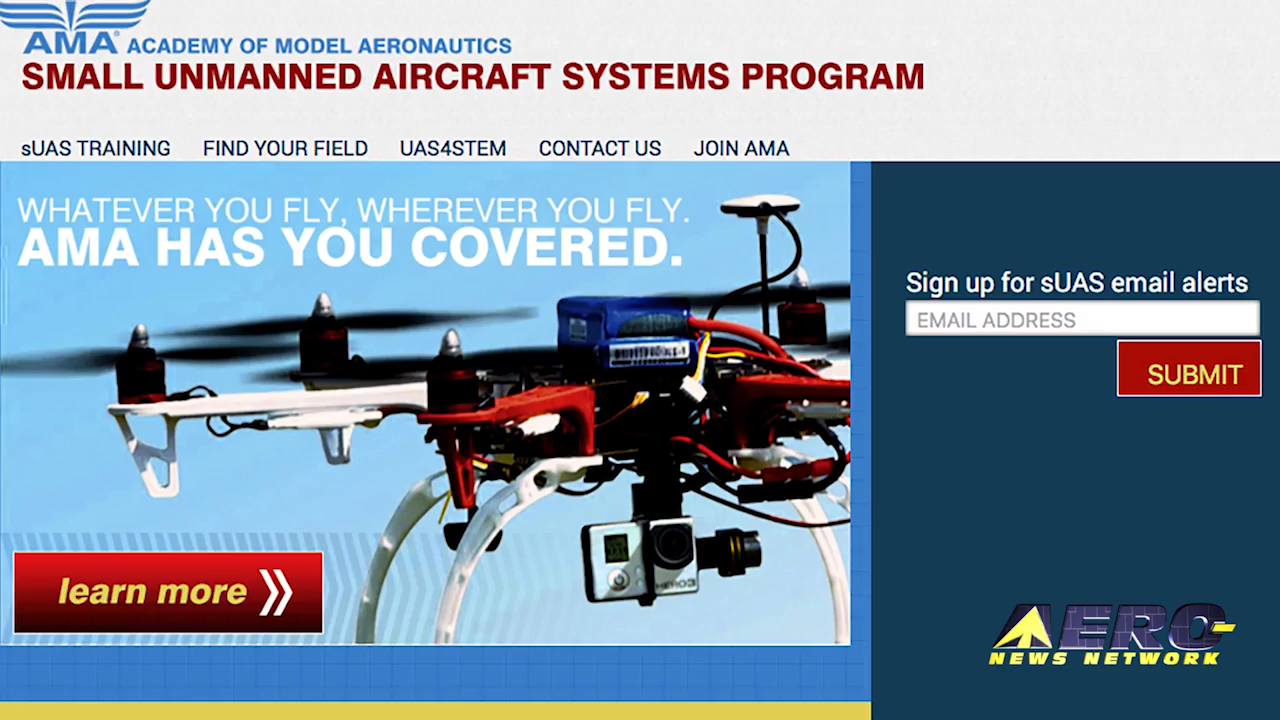 AMA® ACADEMY OF MODEL AERONAUTICS
SMALL UNMANNED AIRCRAFT SYSTEMS PROGRAM
sUAS TRAINING FIND YOUR FIELD UAS4STEM CONTACT US JOIN AMA
WHATEVER YOU FLY, WHEREVER YOU FLY.
AMA HAS YOU COVERED.
Sign up for sUAS email alerts
EMAIL ADDRESS
SUBMIT
HERO3
learn more
AERO
NEWS NETWORK